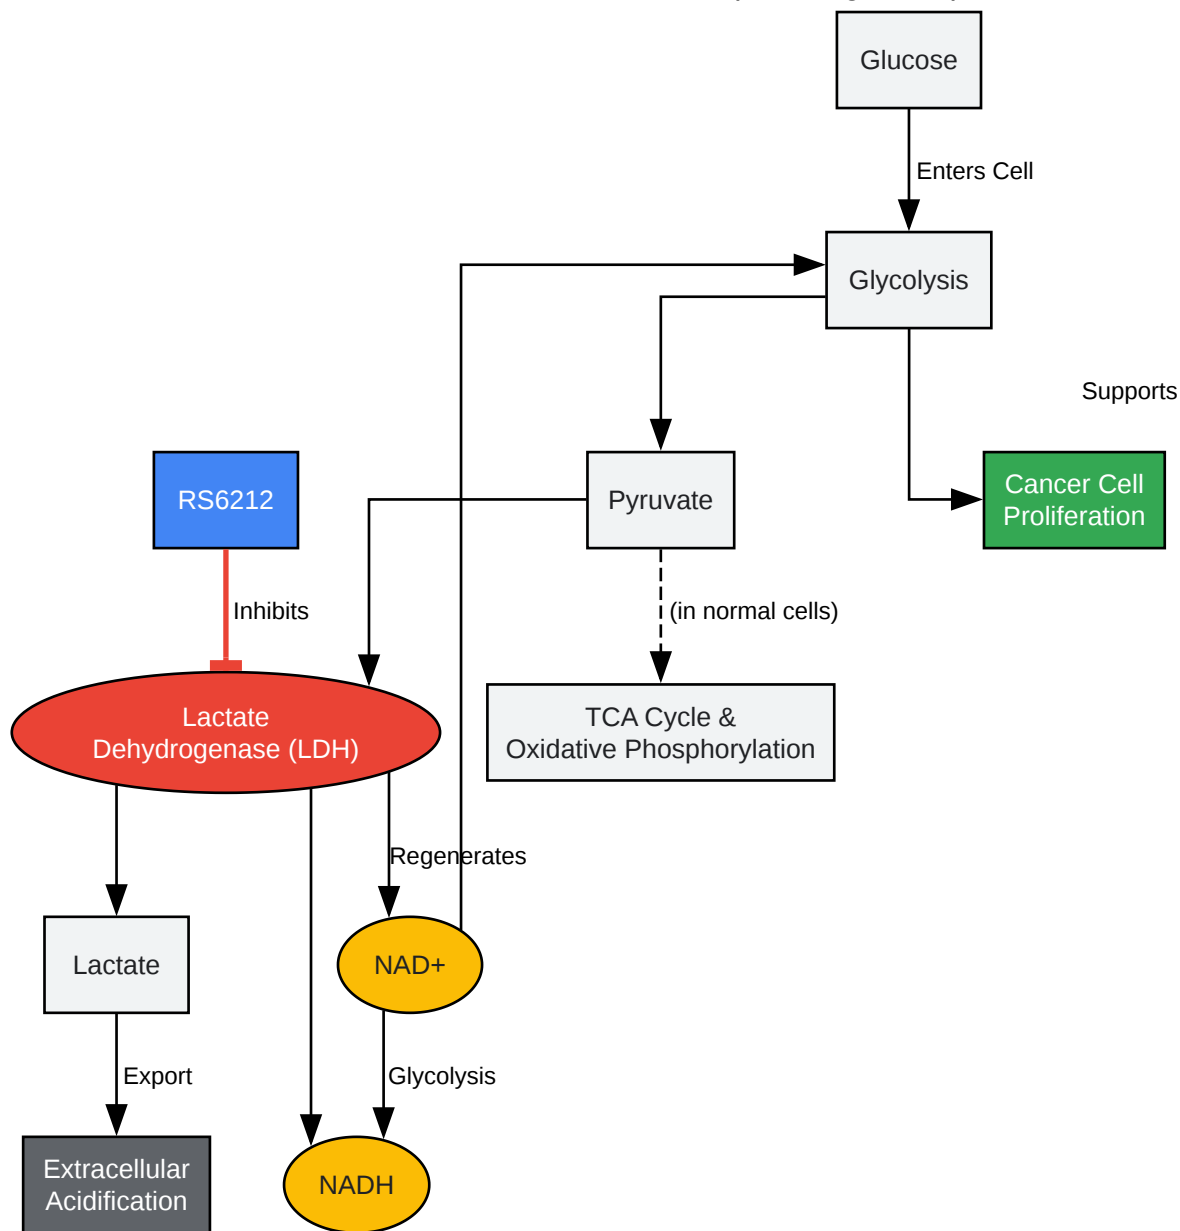 Glucose
Enters Cell
Glycolysis
Supports
RS6212
Pyruvate
Cancer Cell
Proliferation
Inhibits
(in normal cells)
Lactate
Dehydrogenase (LDH)
TCA Cycle &
Oxidative Phosphorylation
Regenerates
Lactate
NAD+
Export
Glycolysis
Extracellular
Acidification
NADH